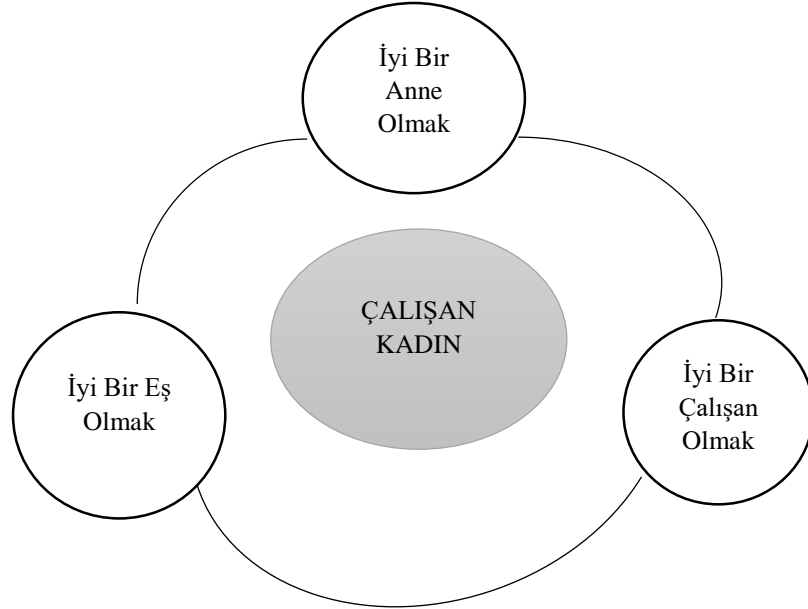 İyi Bir
Anne
Olmak
ÇALIŞAN
KADIN
İyi Bir Eş
Olmak
İyi Bir
Çalışan
Olmak